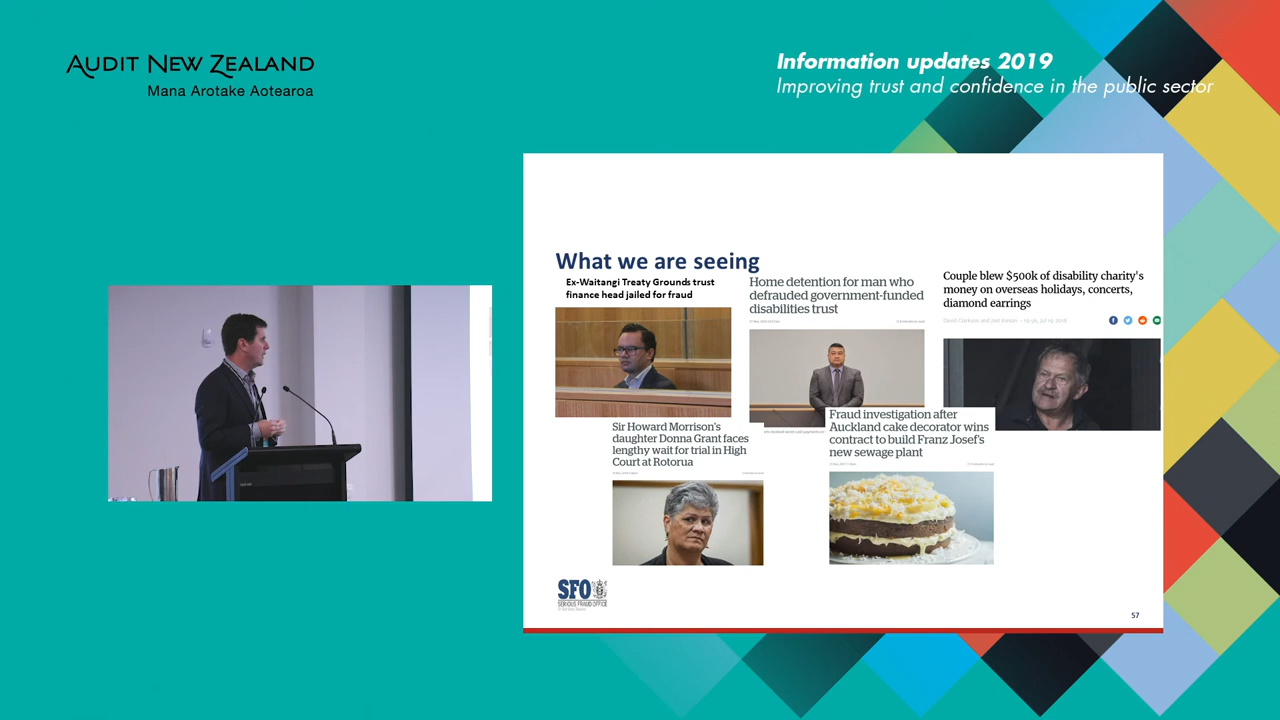 AUDIT NEW ZEALAND
Mana Arotake Aotearoa
Information updates 2019
Improving trust and confidence in the public sector
What we are seeing
Ex-Waitangi Treaty Grounds trust
finance head jailed for fraud
Home detention for man who
defrauded government-funded
disabilities trust
Couple blew $500k of disability charity's
money on overseas holidays, concerts,
diamond earrings
Sir Howard Morrison's
daughter Donna Grant faces
lengthy wait for trial in High
Court at Rotorua
Fraud investigation after
Auckland cake decorator wins
contract to build Franz Josef's
new sewage plant
SFO
SERIOUS FRAUD OFFICE
57